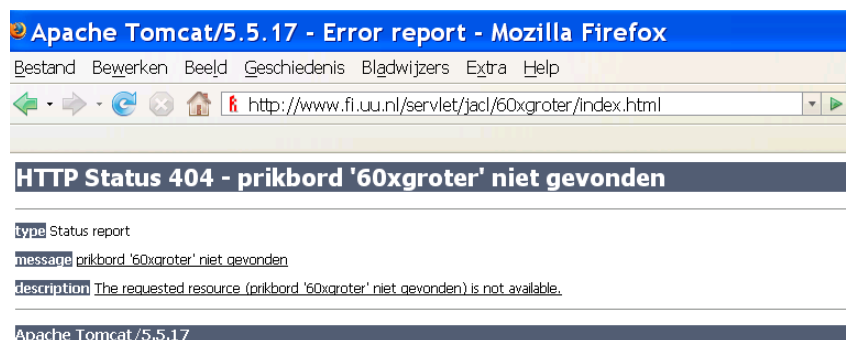 Apache Tomcat/5.5.17 - Error report - Mozilla Firefox
Bestand Bewerken Beeld Geschiedenis Bladwijzers Extra Help
http://www.fi.uu.nl/servlet/jacl/60xgroter/index.html
HTTP Status 404 - prikbord '60xgroter' niet gevonden
type Status report
message prikbord '60xgroter' niet gevonden
description The requested resource (prikbord '60xgroter' niet gevonden) is not available.
Apache Tomcat/5.5.17